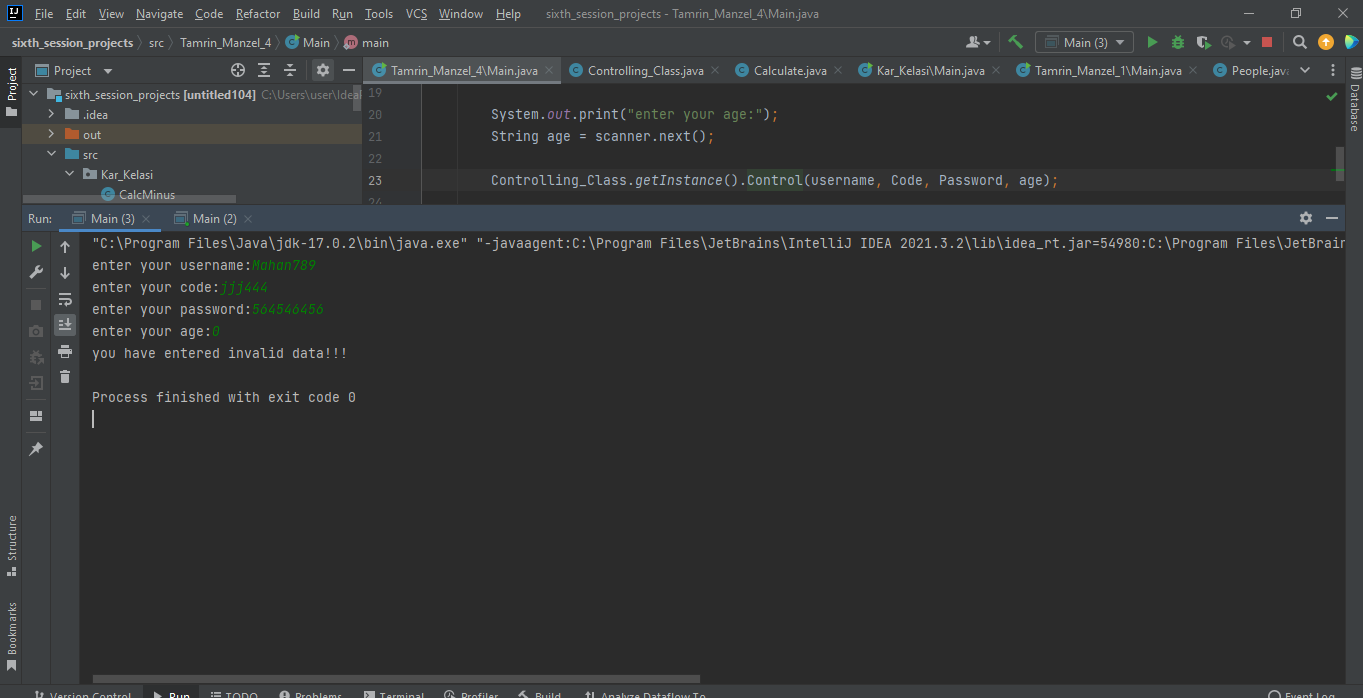 File Edit View Navigate Code Refactor Build Run Tools VCS Window Help sixth_session_projects - Tamrin_Manzel_4\Main.java
sixth_session_projects src Tamrin_Manzel_4 Main main Main (3)
Project
Project
Tamrin_Manzel_4\Main.java Controlling_Class.java Calculate.java Kar_Kelasi\Main.java Tamrin_Manzel_1\Main.java People.java
sixth_session_projects [untitled104] C:\Users\user\Idea
.idea
out
src
Kar_Kelasi
CalcMinus
19
20 System.out.print("enter your age:");
21 String age = scanner.next();
22
23 Controlling_Class.getInstance().Control(username, Code, Password, age);
24
Database
Run: Main (3) Main (2)
"C:\Program Files\Java\jdk-17.0.2\bin\java.exe" "-javaagent:C:\Program Files\JetBrains\IntelliJ IDEA 2021.3.2\lib\idea_rt.jar=54980:C:\Program Files\JetBrain
enter your username:Mahan789
enter your code:jjj444
enter your password:564546456
enter your age:0
you have entered invalid data!!!
Process finished with exit code 0
Structure
Bookmarks
Version Control Run TODO Problems Terminal Profiler Build Analyze Dataflow To Event Log